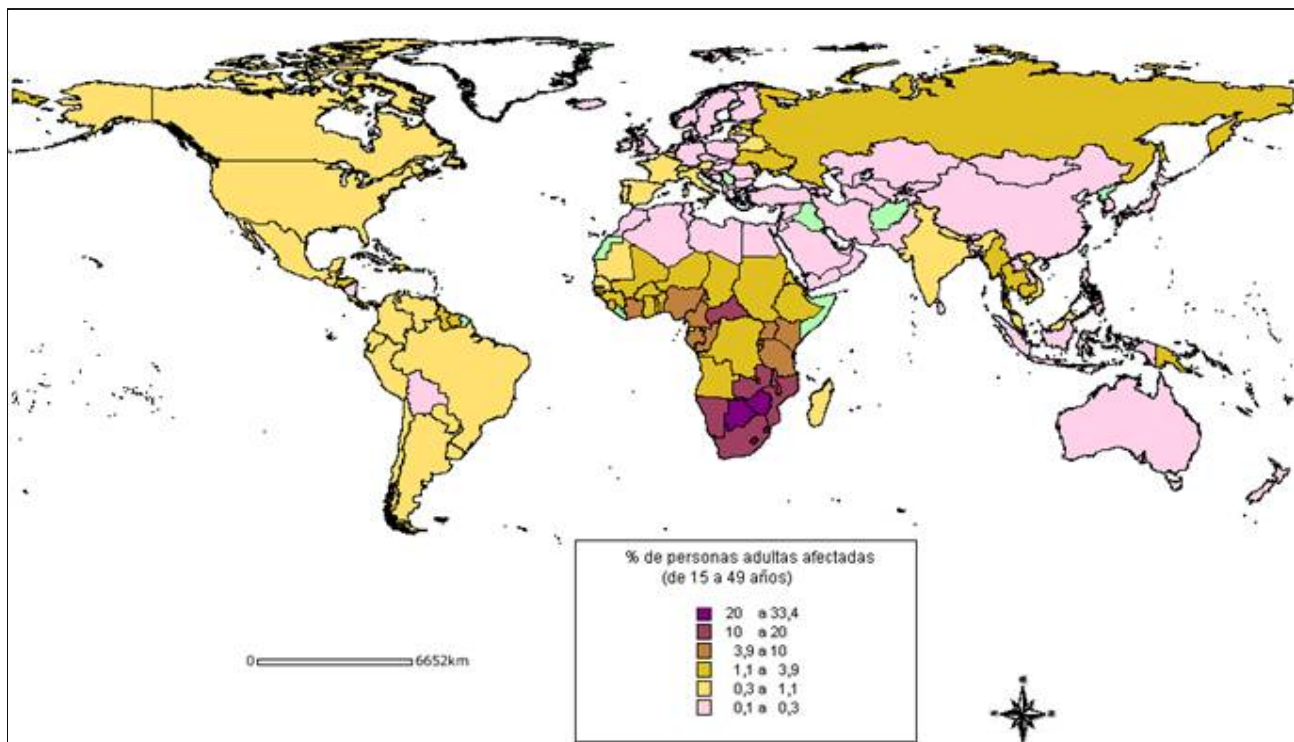 % de personas adultas afectadas
(de 15 a 49 años)
20 a 33,4
10 a 20
3,9 a 10
1,1 a 3,9
0,3 a 1,1
0,1 a 0,3
0 6652km